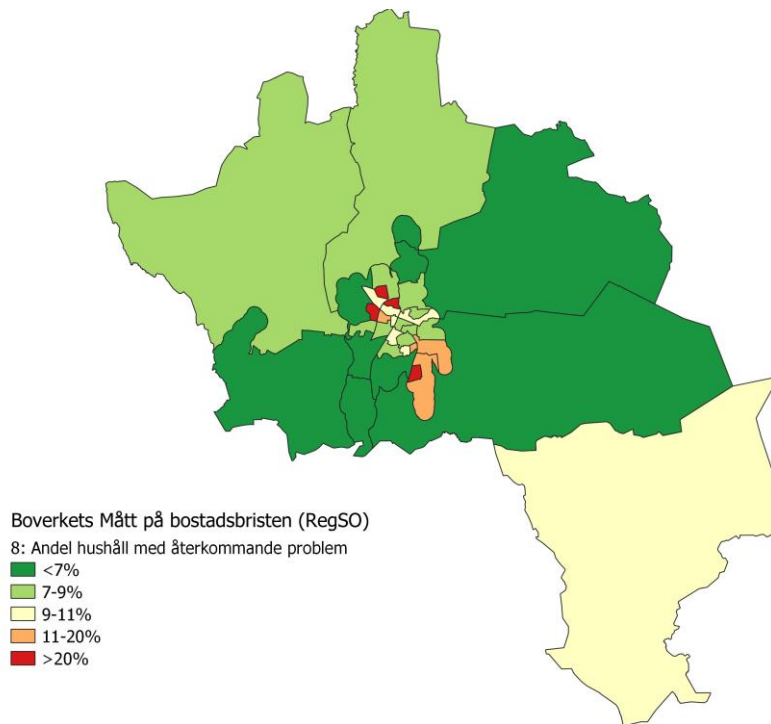 Boverkets Mått på bostadsbristen (RegSO)
8: Andel hushåll med återkommande problem
<7%
7-9%
9-11%
11-20%
>20%